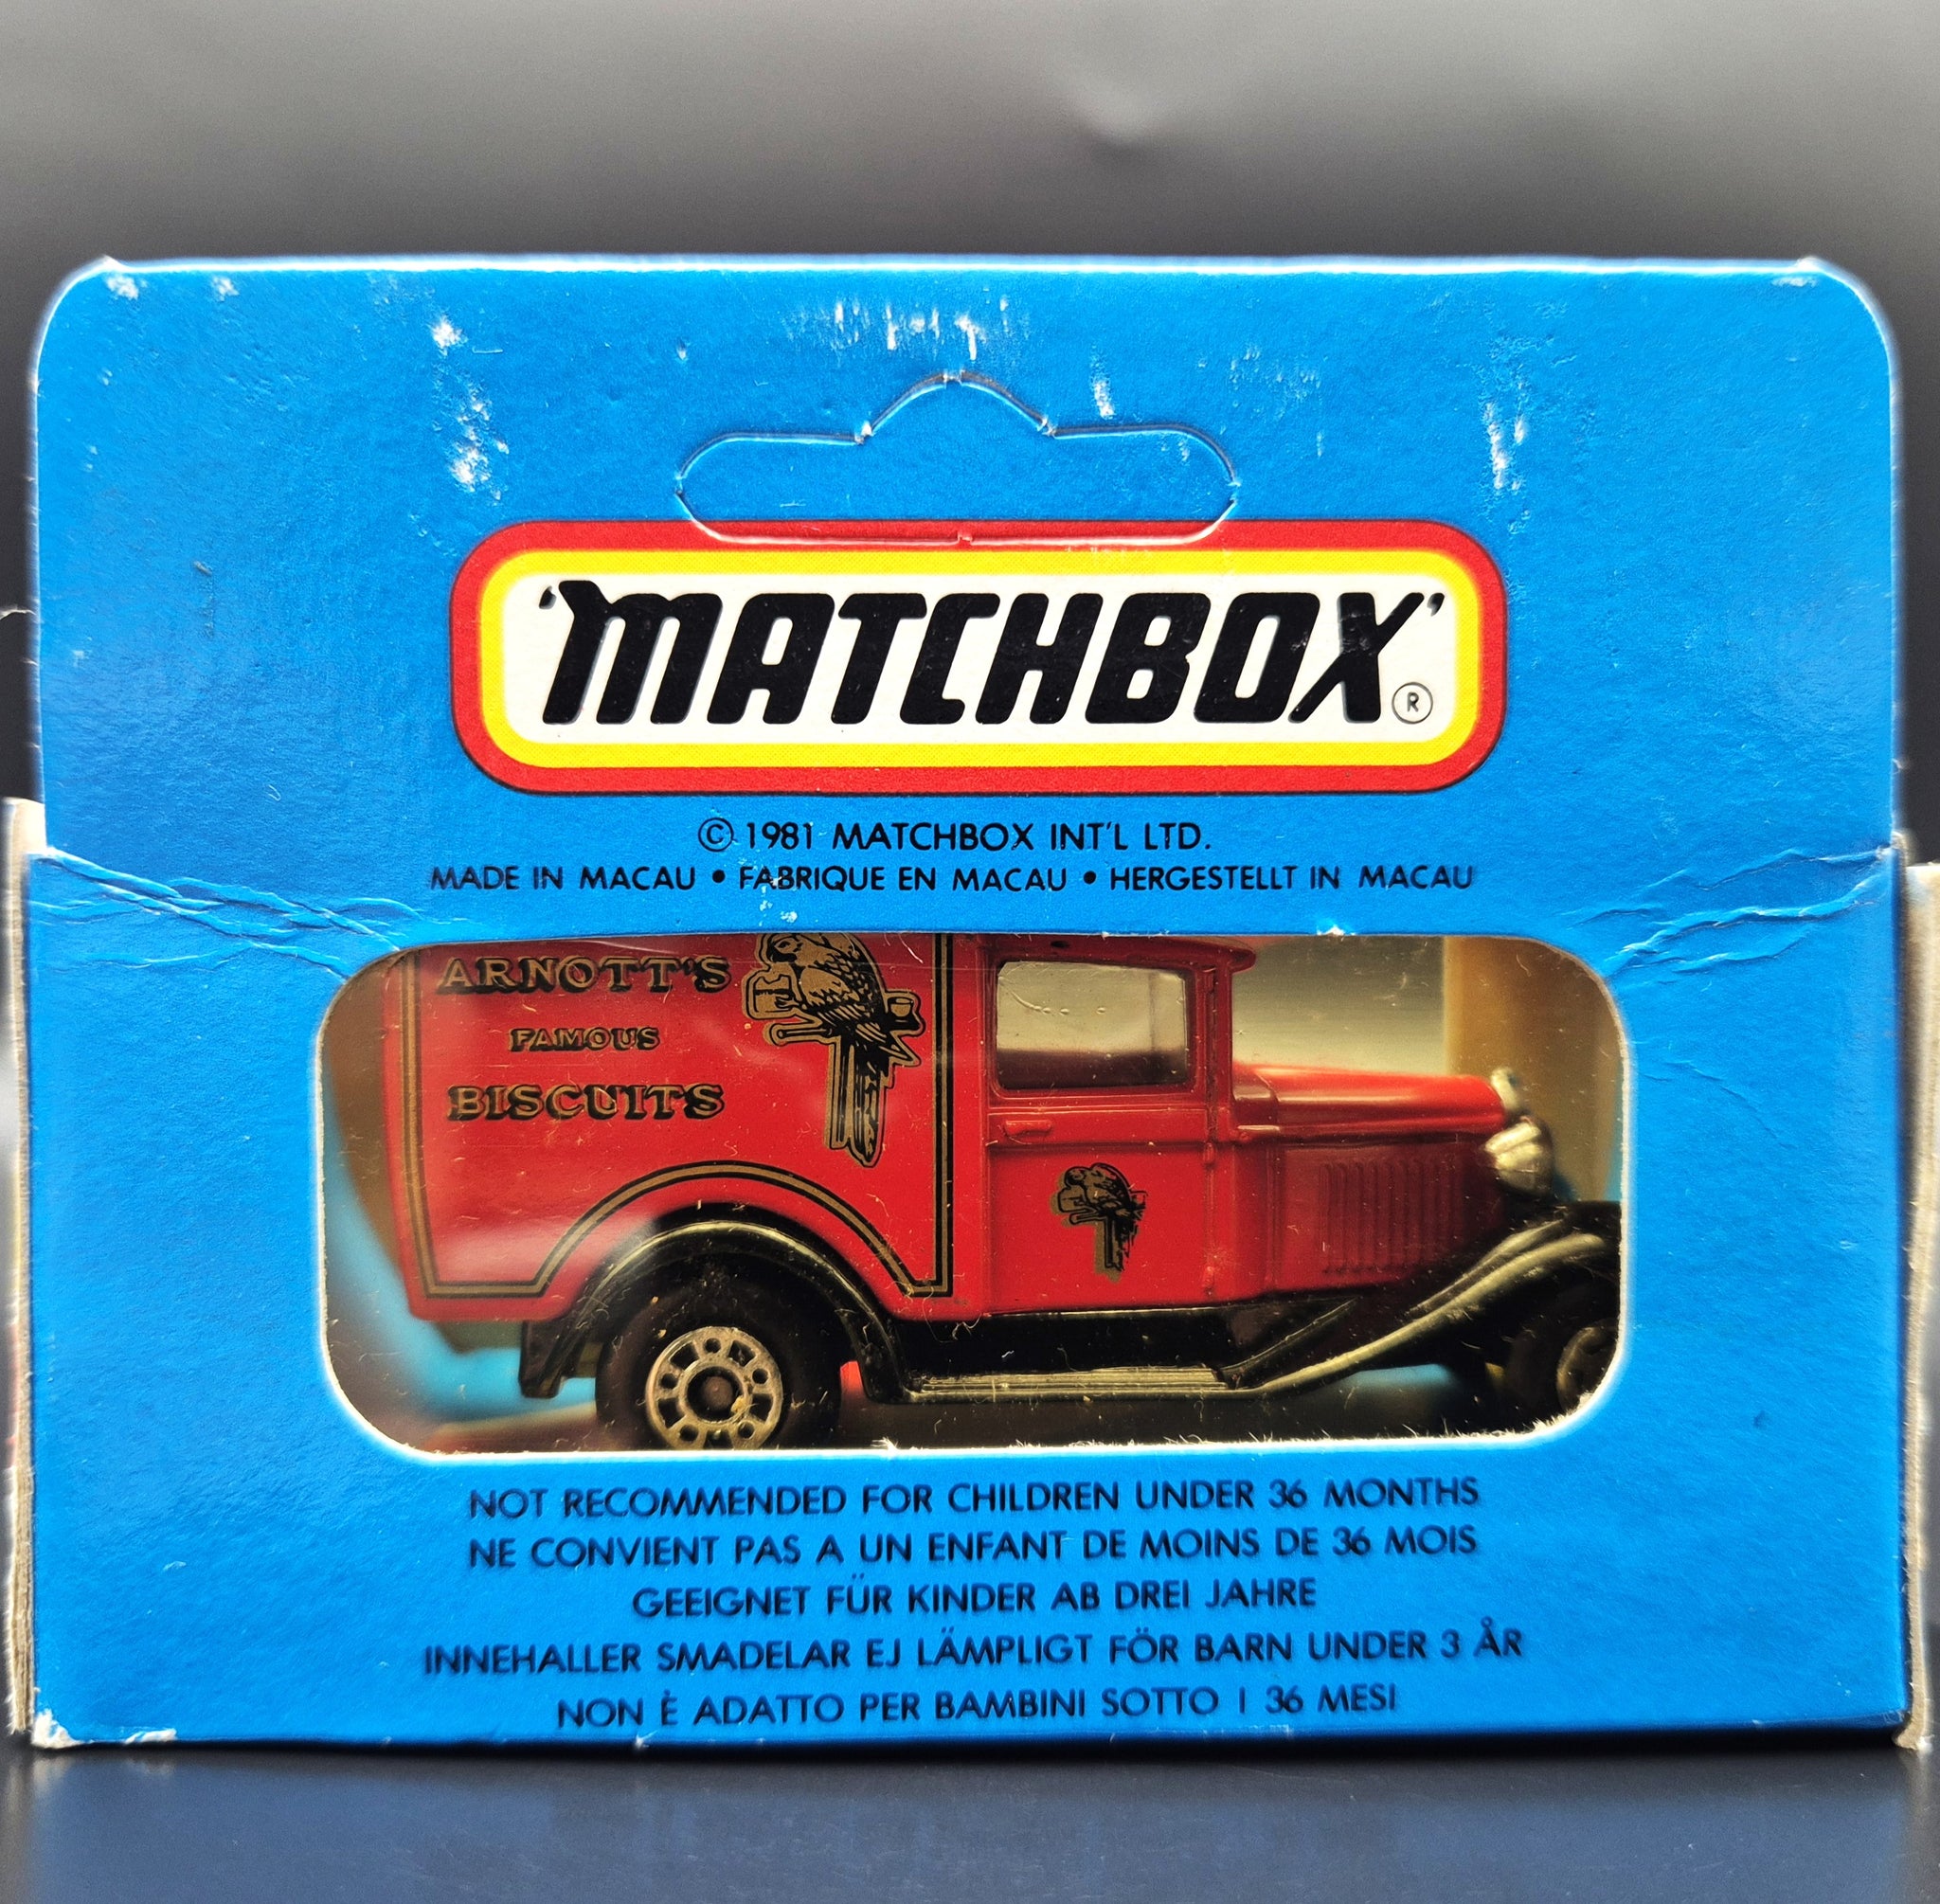 'MATCHBOX' ®
© 1981 MATCHBOX INT'L LTD.
MADE IN MACAU • FABRIQUE EN MACAU • HERGESTELLT IN MACAU
ARNOTT'S
FAMOUS
BISCUITS
NOT RECOMMENDED FOR CHILDREN UNDER 36 MONTHS
NE CONVIENT PAS A UN ENFANT DE MOINS DE 36 MOIS
GEEIGNET FÜR KINDER AB DREI JAHRE
INNEHALLER SMADELAR EJ LÄMPLIGT FÖR BARN UNDER 3 ÅR
NON È ADATTO PER BAMBINI SOTTO I 36 MESI